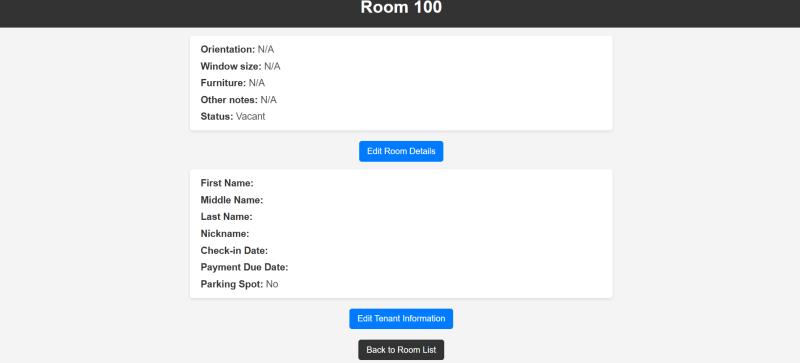 Room 100
Orientation: N/A
Window size: N/A
Furniture: N/A
Other notes: N/A
Status: Vacant
Edit Room Details
First Name:
Middle Name:
Last Name:
Nickname:
Check-in Date:
Payment Due Date:
Parking Spot: No
Edit Tenant Information
Back to Room List